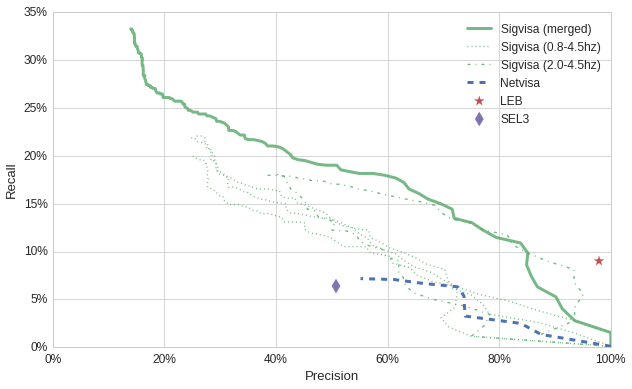 35%
30%
25%
20%
15%
10%
5%
0%
Recall
Sigvisa (merged)
Sigvisa (0.8-4.5hz)
Sigvisa (2.0-4.5hz)
Netvisa
LEB
SEL3
0% 20% 40% 60% 80% 100%
Precision